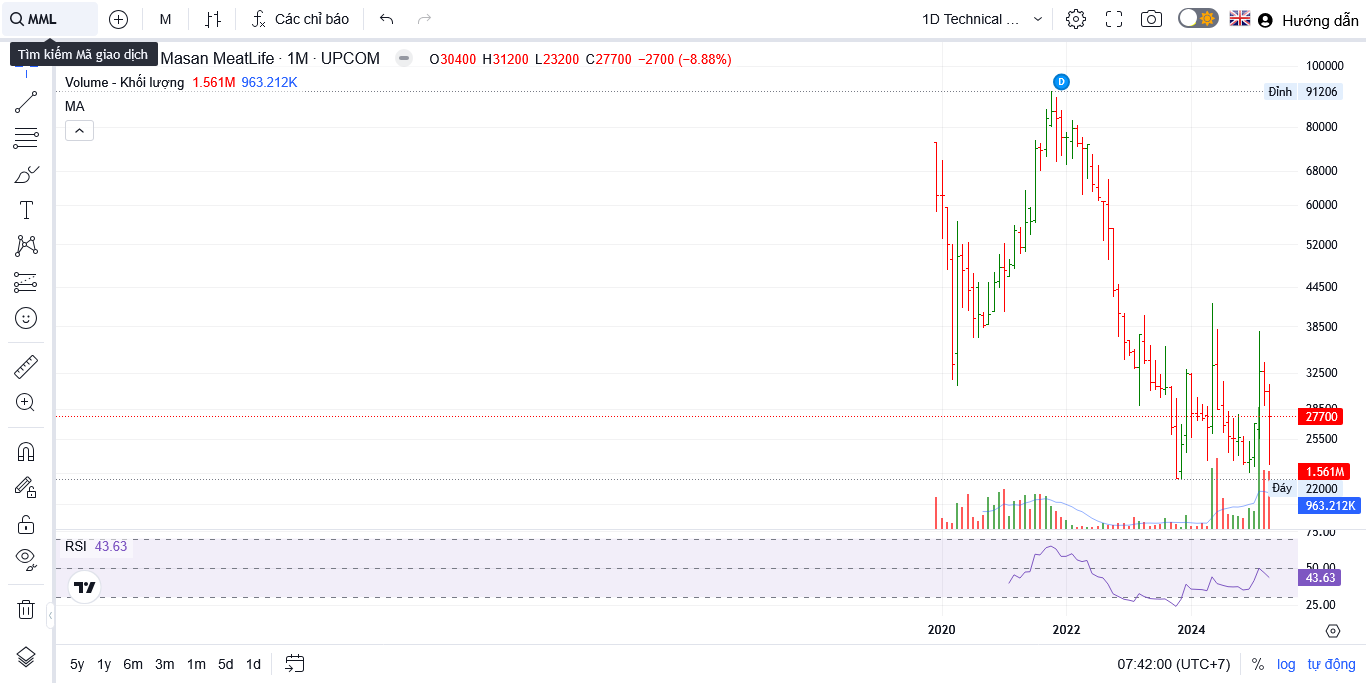 MML
M
Các chỉ báo
1D Technical ...
Hướng dẫn
Tìm kiếm Mã giao dịch
Masan MeatLife · 1M · UPCOM
O30400 H31200 L23200 C27700 −2700 (−8.88%)
Volume - Khối lượng 1.561M 963.212K
MA
D
100000
Đỉnh 91206
80000
68000
60000
52000
44500
38500
32500
28500
27700
25500
1.561M
Đáy 22000
963.212K
75.00
RSI 43.63
50.00
43.63
25.00
2020 2022 2024
5y 1y 6m 3m 1m 5d 1d
07:42:00 (UTC+7) % log tự động